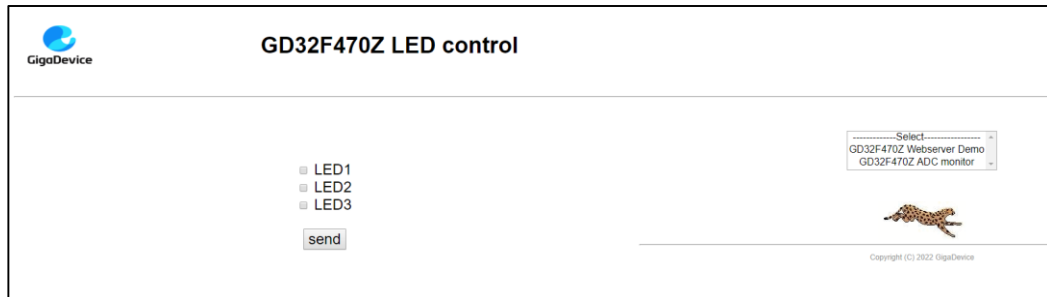 GigaDevice
GD32F470Z LED control
-------------Select-----------------
GD32F470Z Webserver Demo
GD32F470Z ADC monitor
LED1
LED2
LED3
send
Copyright (C) 2022 GigaDevice